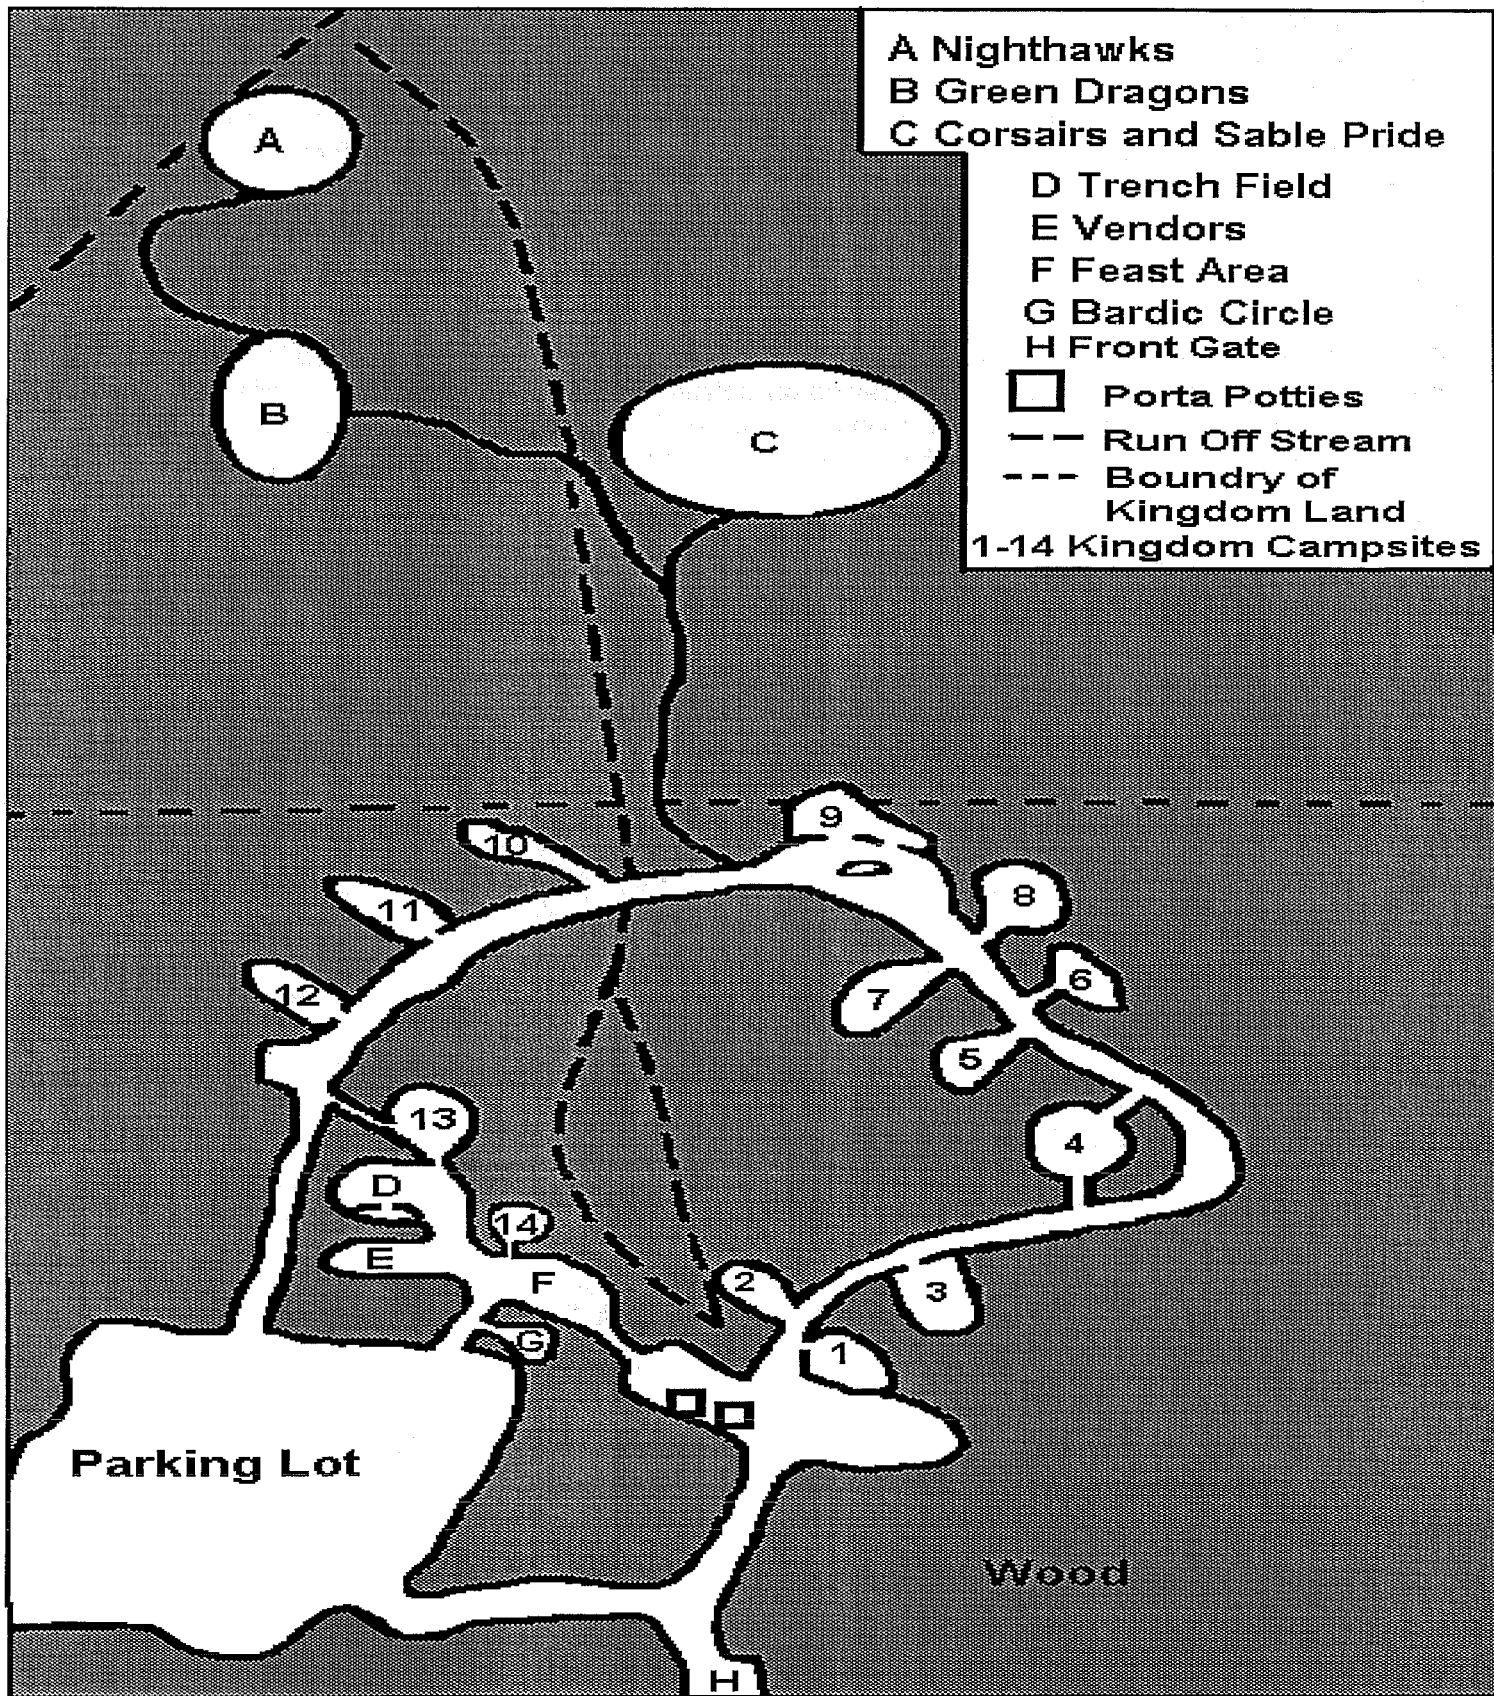 A Nighthawks
B Green Dragons
C Corsairs and Sable Pride
D Trench Field
E Vendors
F Feast Area
G Bardic Circle
H Front Gate
Porta Potties
Run Off Stream
Boundry of
Kingdom Land
1-14 Kingdom Campsites
A
B
C
9
10
8
11
6
12
7
5
13
4
D
14
E
F
2
3
G
1
Parking Lot
Wood
H